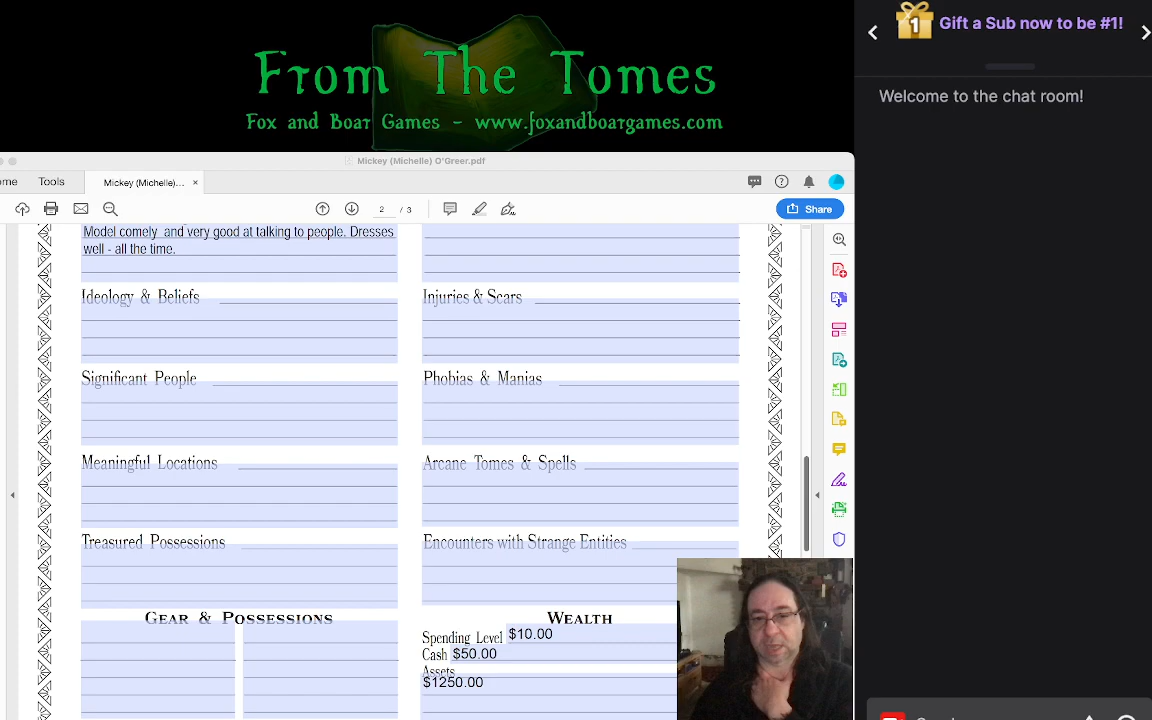 From The Tomes
Fox and Boar Games - www.foxandboargames.com
1
Gift a Sub now to be #1!
Welcome to the chat room!
Mickey (Michelle) O'Greer.pdf
ome
Tools
Mickey (Michelle)... ×
2 / 3
Share
Model comely and very good at talking to people. Dresses
well - all the time.
Ideology & Beliefs
Injuries & Scars
Significant People
Phobias & Manias
Meaningful Locations
Arcane Tomes & Spells
Treasured Possessions
Encounters with Strange Entities
Gear & Possessions
Wealth
Spending Level $10.00
Cash $50.00
Assets
$1250.00